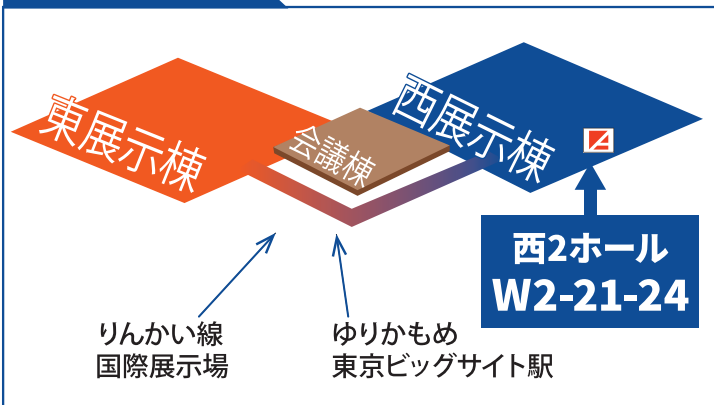 東展示棟
会議棟
西展示棟
西2ホール
W2-21-24
りんかい線
国際展示場
ゆりかもめ
東京ビッグサイト駅